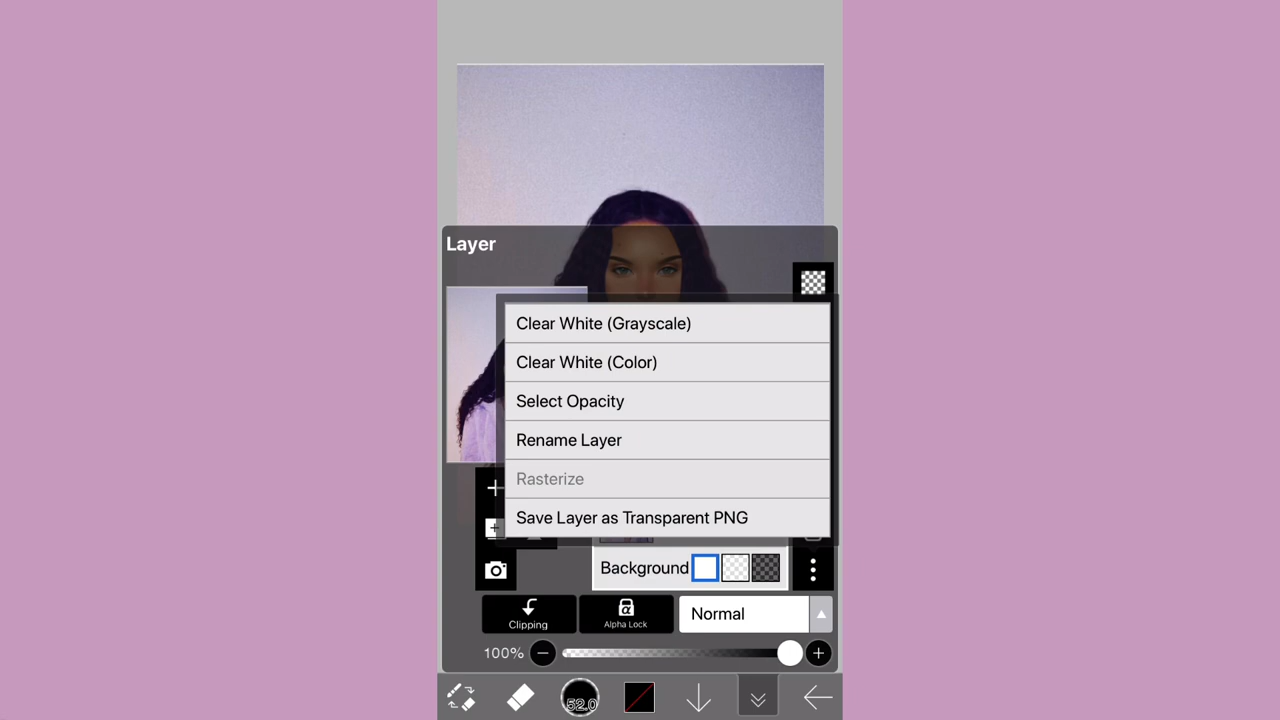 Layer
Clear White (Grayscale)
Clear White (Color)
Select Opacity
Rename Layer
Rasterize
Save Layer as Transparent PNG
Background
Clipping
Alpha Lock
Normal
100%
52.0